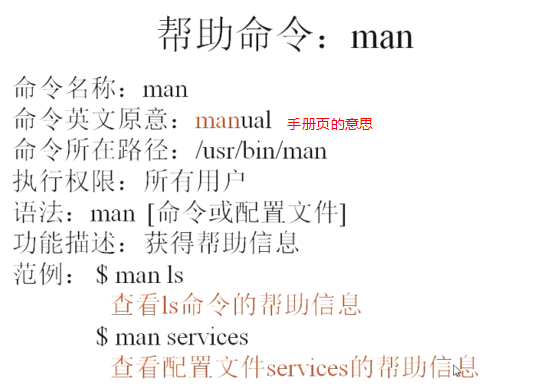 帮助命令：man
命令名称：man
命令英文原意：manual 手册页的意思
命令所在路径：/usr/bin/man
执行权限：所有用户
语法：man [命令或配置文件]
功能描述：获得帮助信息
范例： $ man ls
查看ls命令的帮助信息
$ man services
查看配置文件services的帮助信息